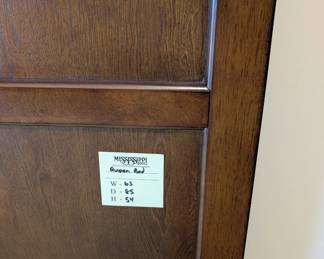 MISSISSIPPI
Queen Bed
W - 63
D - 85
H - 54